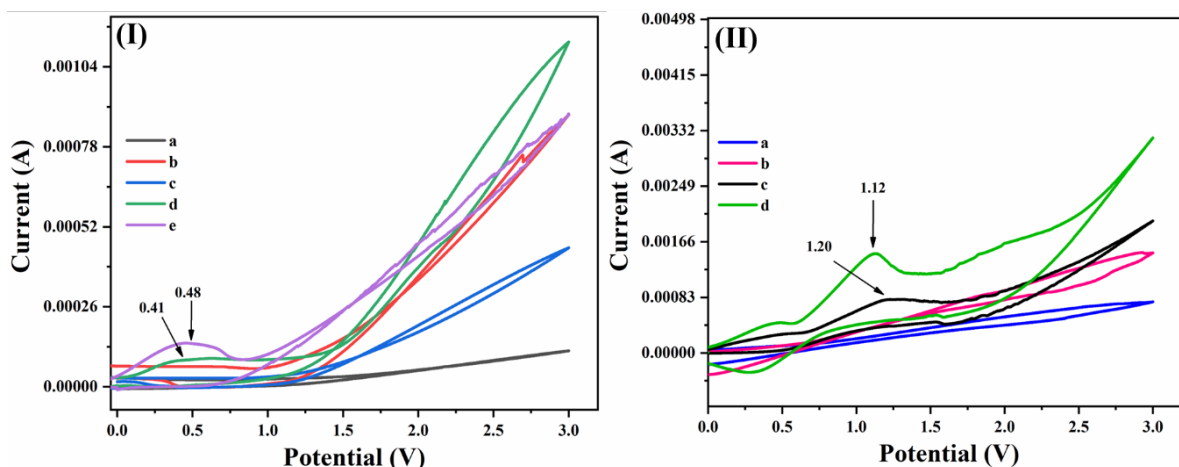 (I)
0.00104
0.00078
0.00052
0.00026
0.00000
Current (A)
a
b
c
d
e
0.41
0.48
0.0
0.5
1.0
1.5
2.0
2.5
3.0
Potential (V)
(II)
0.00498
0.00415
0.00332
0.00249
0.00166
0.00083
0.00000
Current (A)
a
b
c
d
1.12
1.20
0.0
0.5
1.0
1.5
2.0
2.5
3.0
Potential (V)